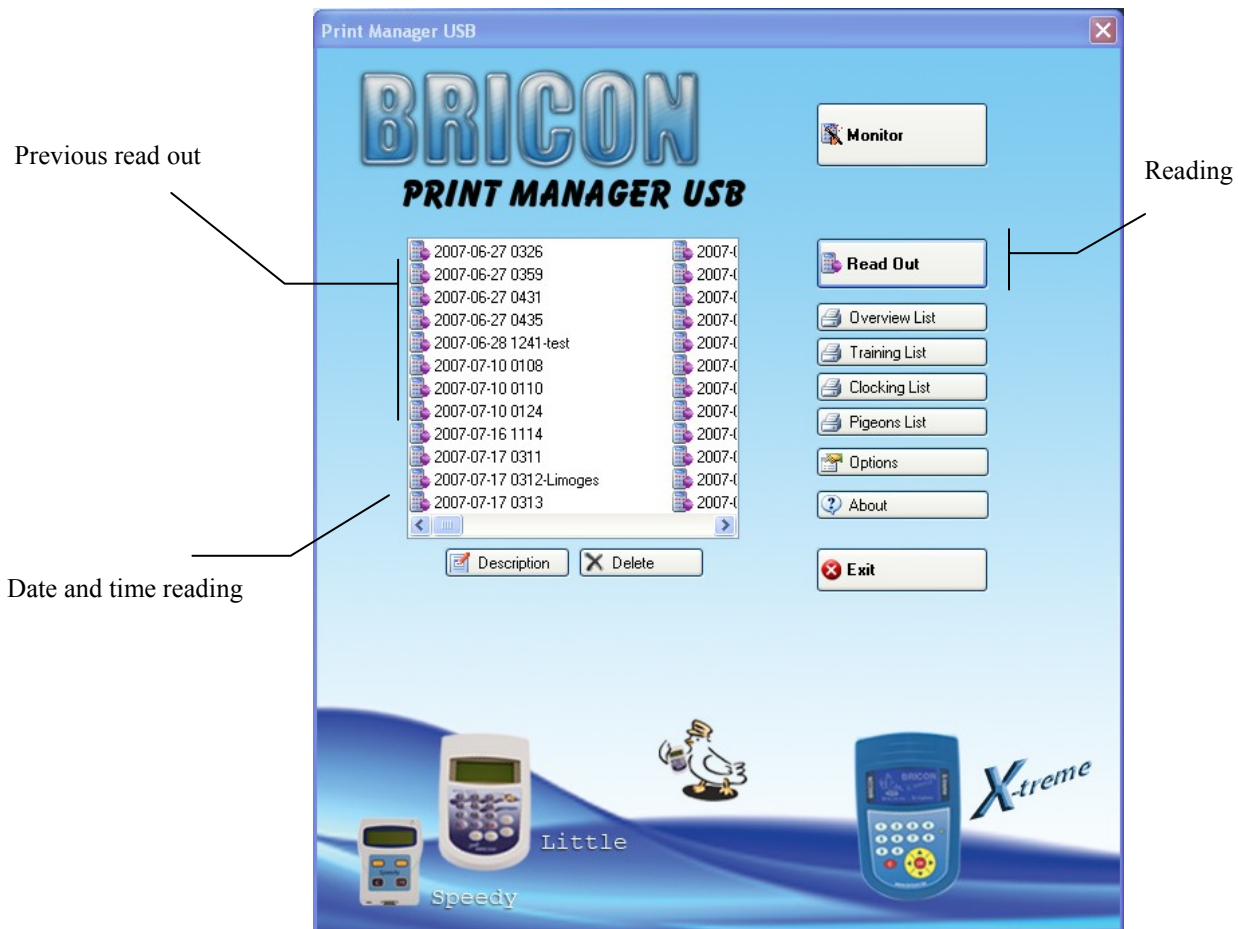 Print Manager USB
BRICON
PRINT MANAGER USB
Previous read out
Date and time reading
2007-06-27 0326
2007-06-27 0359
2007-06-27 0431
2007-06-27 0435
2007-06-28 1241-test
2007-07-10 0108
2007-07-10 0110
2007-07-10 0124
2007-07-16 1114
2007-07-17 0311
2007-07-17 0312-Limoges
2007-07-17 0313
Description
Delete
Monitor
Reading
Read Out
Overview List
Training List
Clocking List
Pigeons List
Options
About
Exit
Speedy
Little
BRICON
X-treme
Speedy